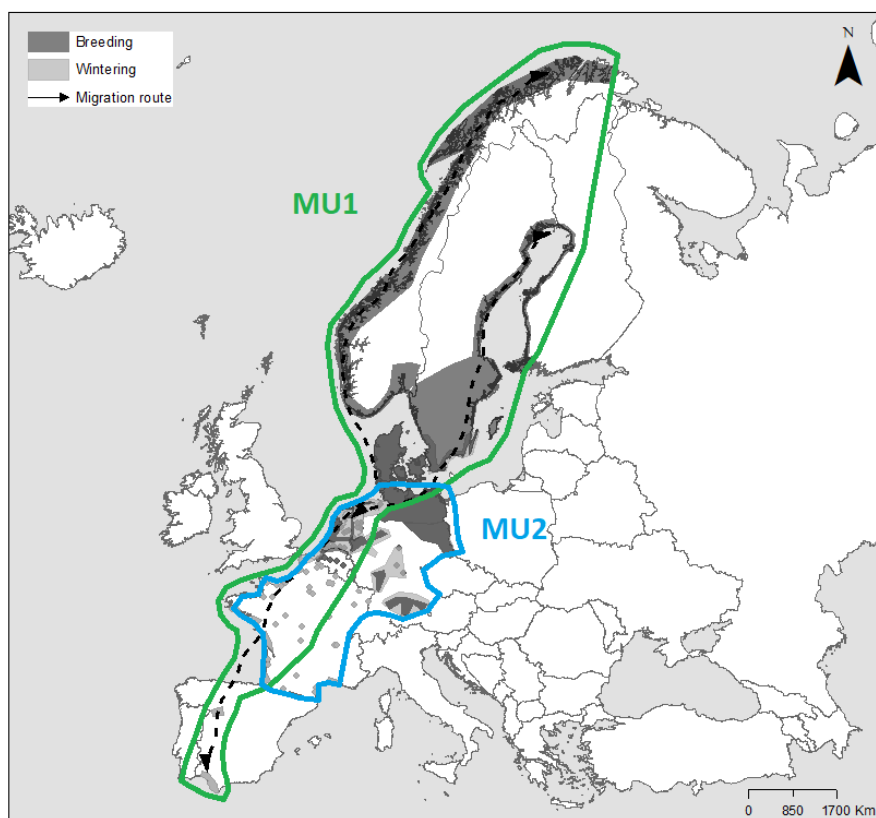 Breeding
Wintering
Migration route
N
MU1
MU2
0 850 1700 Km